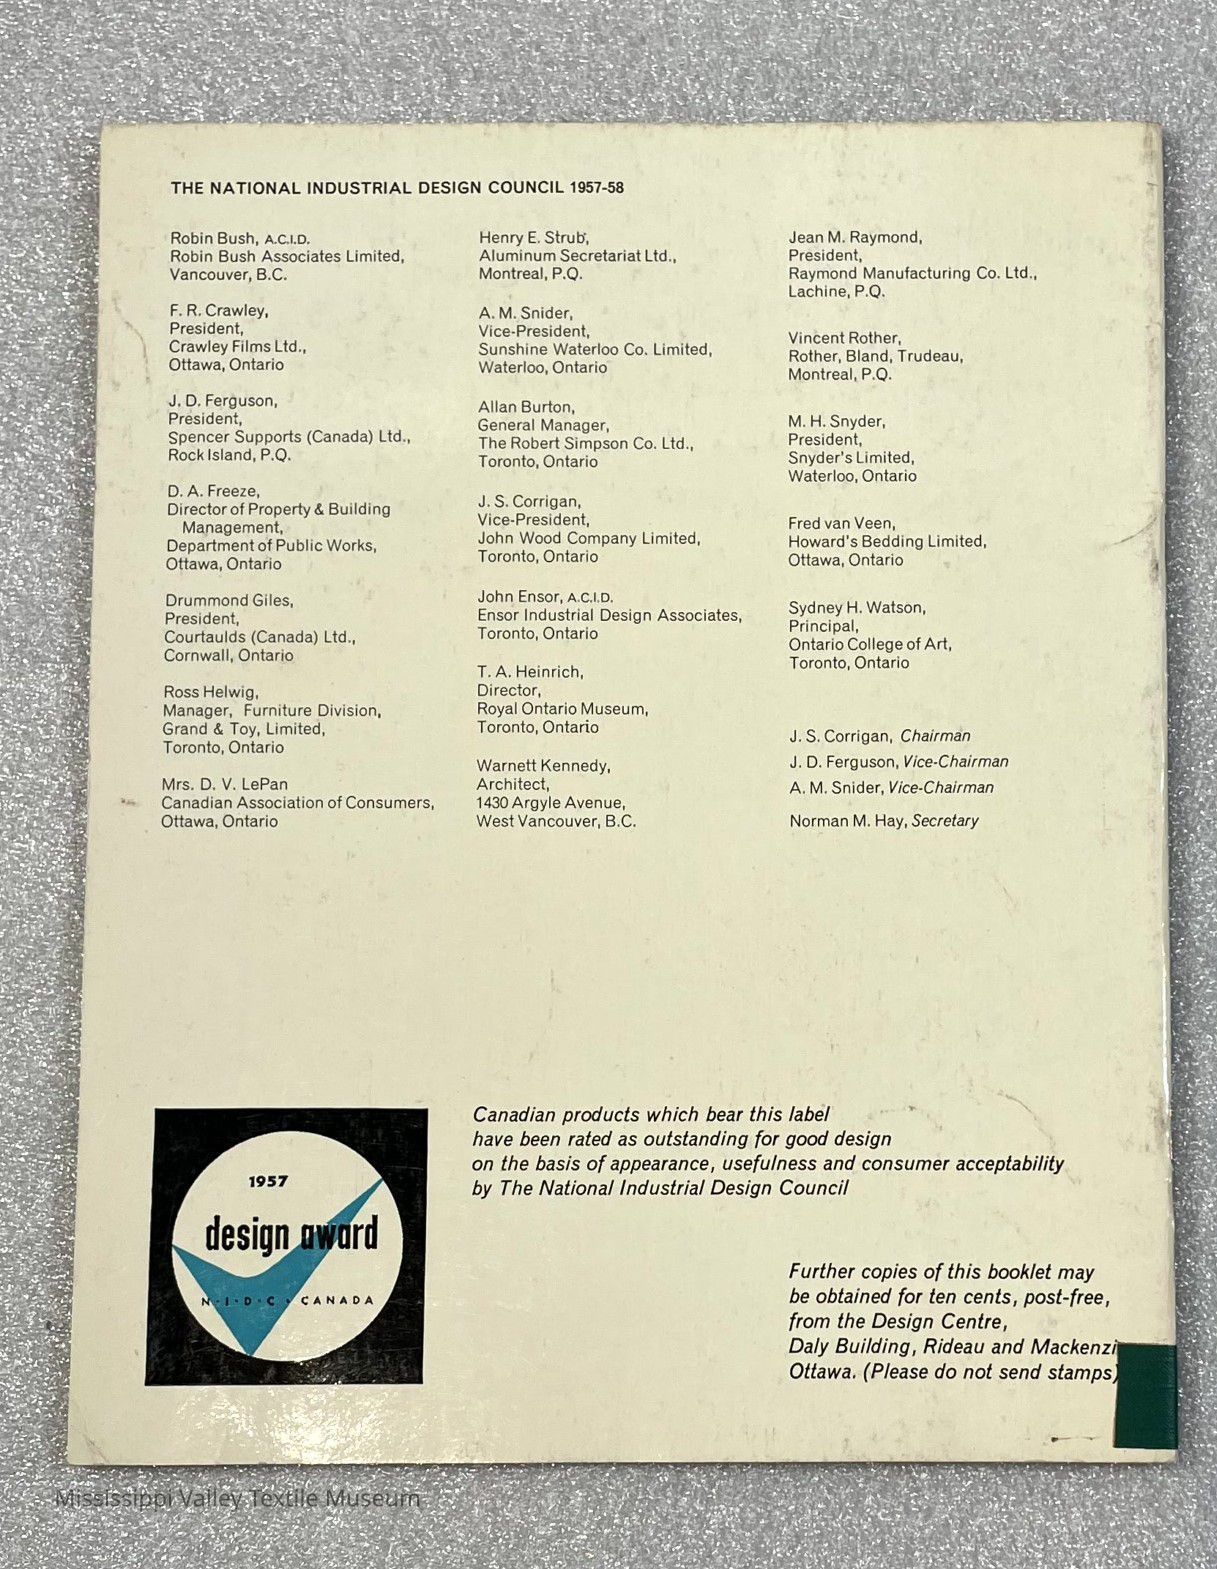 THE NATIONAL INDUSTRIAL DESIGN COUNCIL 1957-58
Robin Bush, A.C.I.D.
Robin Bush Associates Limited,
Vancouver, B.C.
F. R. Crawley,
President,
Crawley Films Ltd.,
Ottawa, Ontario
J. D. Ferguson,
President,
Spencer Supports (Canada) Ltd.,
Rock Island, P.Q.
D. A. Freeze,
Director of Property & Building
Management,
Department of Public Works,
Ottawa, Ontario
Drummond Giles,
President,
Courtaulds (Canada) Ltd.,
Cornwall, Ontario
Ross Helwig,
Manager, Furniture Division,
Grand & Toy, Limited,
Toronto, Ontario
Mrs. D. V. LePan
Canadian Association of Consumers,
Ottawa, Ontario
Henry E. Strub,
Aluminum Secretariat Ltd.,
Montreal, P.Q.
A. M. Snider,
Vice-President,
Sunshine Waterloo Co. Limited,
Waterloo, Ontario
Allan Burton,
General Manager,
The Robert Simpson Co. Ltd.,
Toronto, Ontario
J. S. Corrigan,
Vice-President,
John Wood Company Limited,
Toronto, Ontario
John Ensor, A.C.I.D.
Ensor Industrial Design Associates,
Toronto, Ontario
T. A. Heinrich,
Director,
Royal Ontario Museum,
Toronto, Ontario
Warnett Kennedy,
Architect,
1430 Argyle Avenue,
West Vancouver, B.C.
Jean M. Raymond,
President,
Raymond Manufacturing Co. Ltd.,
Lachine, P.Q.
Vincent Rother,
Rother, Bland, Trudeau,
Montreal, P.Q.
M. H. Snyder,
President,
Snyder's Limited,
Waterloo, Ontario
Fred van Veen,
Howard's Bedding Limited,
Ottawa, Ontario
Sydney H. Watson,
Principal,
Ontario College of Art,
Toronto, Ontario
J. S. Corrigan, Chairman
J. D. Ferguson, Vice-Chairman
A. M. Snider, Vice-Chairman
Norman M. Hay, Secretary
1957
design award
N·I·D·C · CANADA
Canadian products which bear this label
have been rated as outstanding for good design
on the basis of appearance, usefulness and consumer acceptability
by The National Industrial Design Council
Further copies of this booklet may
be obtained for ten cents, post-free,
from the Design Centre,
Daly Building, Rideau and Mackenzi
Ottawa. (Please do not send stamps)
Mississippi Valley Textile Museum